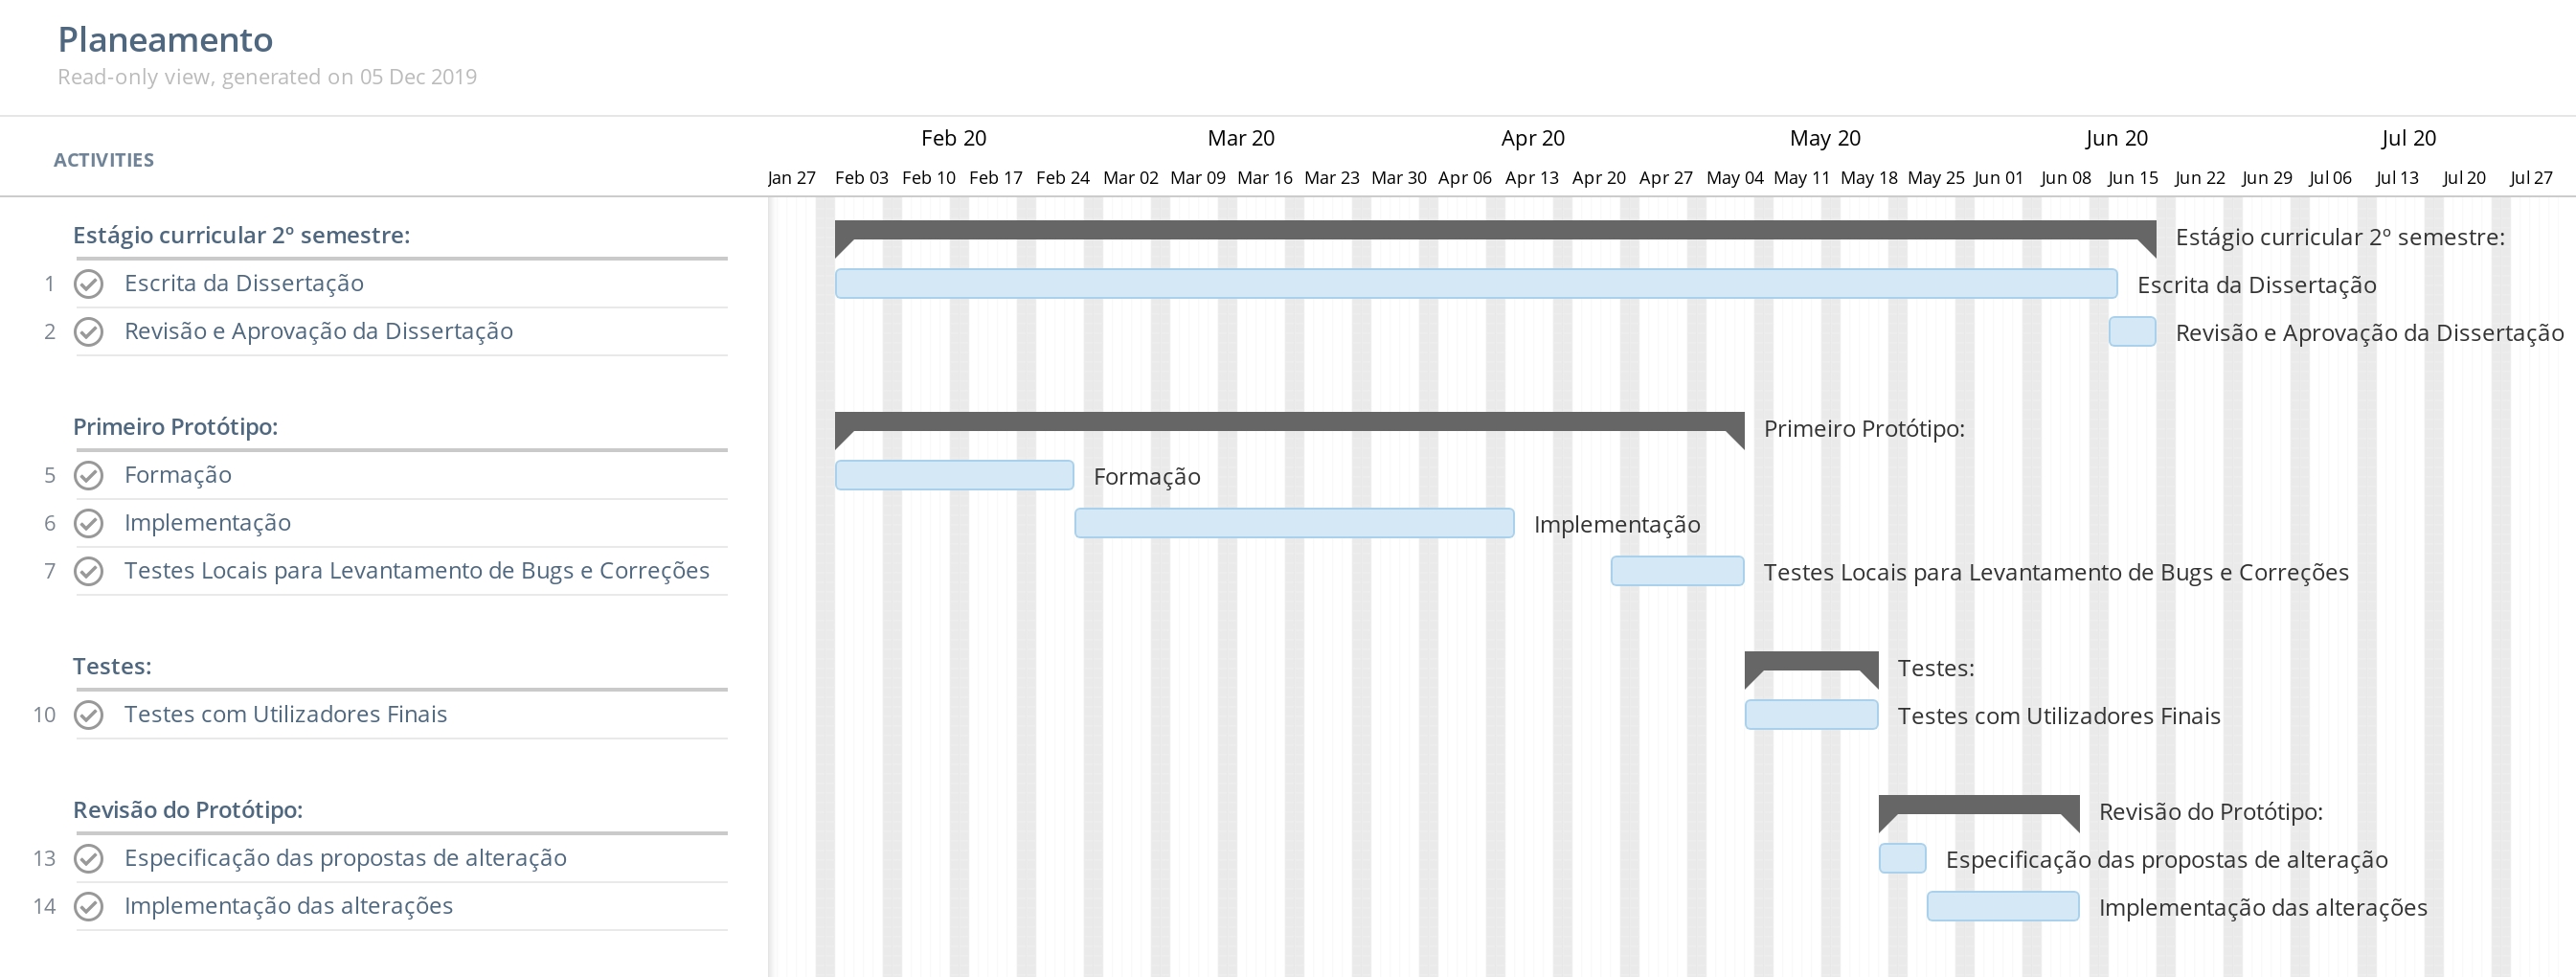 Planeamento
Read-only view, generated on 05 Dec 2019
ACTIVITIES
Feb 20 Mar 20 Apr 20 May 20 Jun 20 Jul 20
Jan 27 Feb 03 Feb 10 Feb 17 Feb 24 Mar 02 Mar 09 Mar 16 Mar 23 Mar 30 Apr 06 Apr 13 Apr 20 Apr 27 May 04 May 11 May 18 May 25 Jun 01 Jun 08 Jun 15 Jun 22 Jun 29 Jul 06 Jul 13 Jul 20 Jul 27
Estágio curricular 2º semestre: Estágio curricular 2º semestre:
1 Escrita da Dissertação Escrita da Dissertação
2 Revisão e Aprovação da Dissertação Revisão e Aprovação da Dissertação
Primeiro Protótipo: Primeiro Protótipo:
5 Formação Formação
6 Implementação Implementação
7 Testes Locais para Levantamento de Bugs e Correções Testes Locais para Levantamento de Bugs e Correções
Testes: Testes:
10 Testes com Utilizadores Finais Testes com Utilizadores Finais
Revisão do Protótipo: Revisão do Protótipo:
13 Especificação das propostas de alteração Especificação das propostas de alteração
14 Implementação das alterações Implementação das alterações